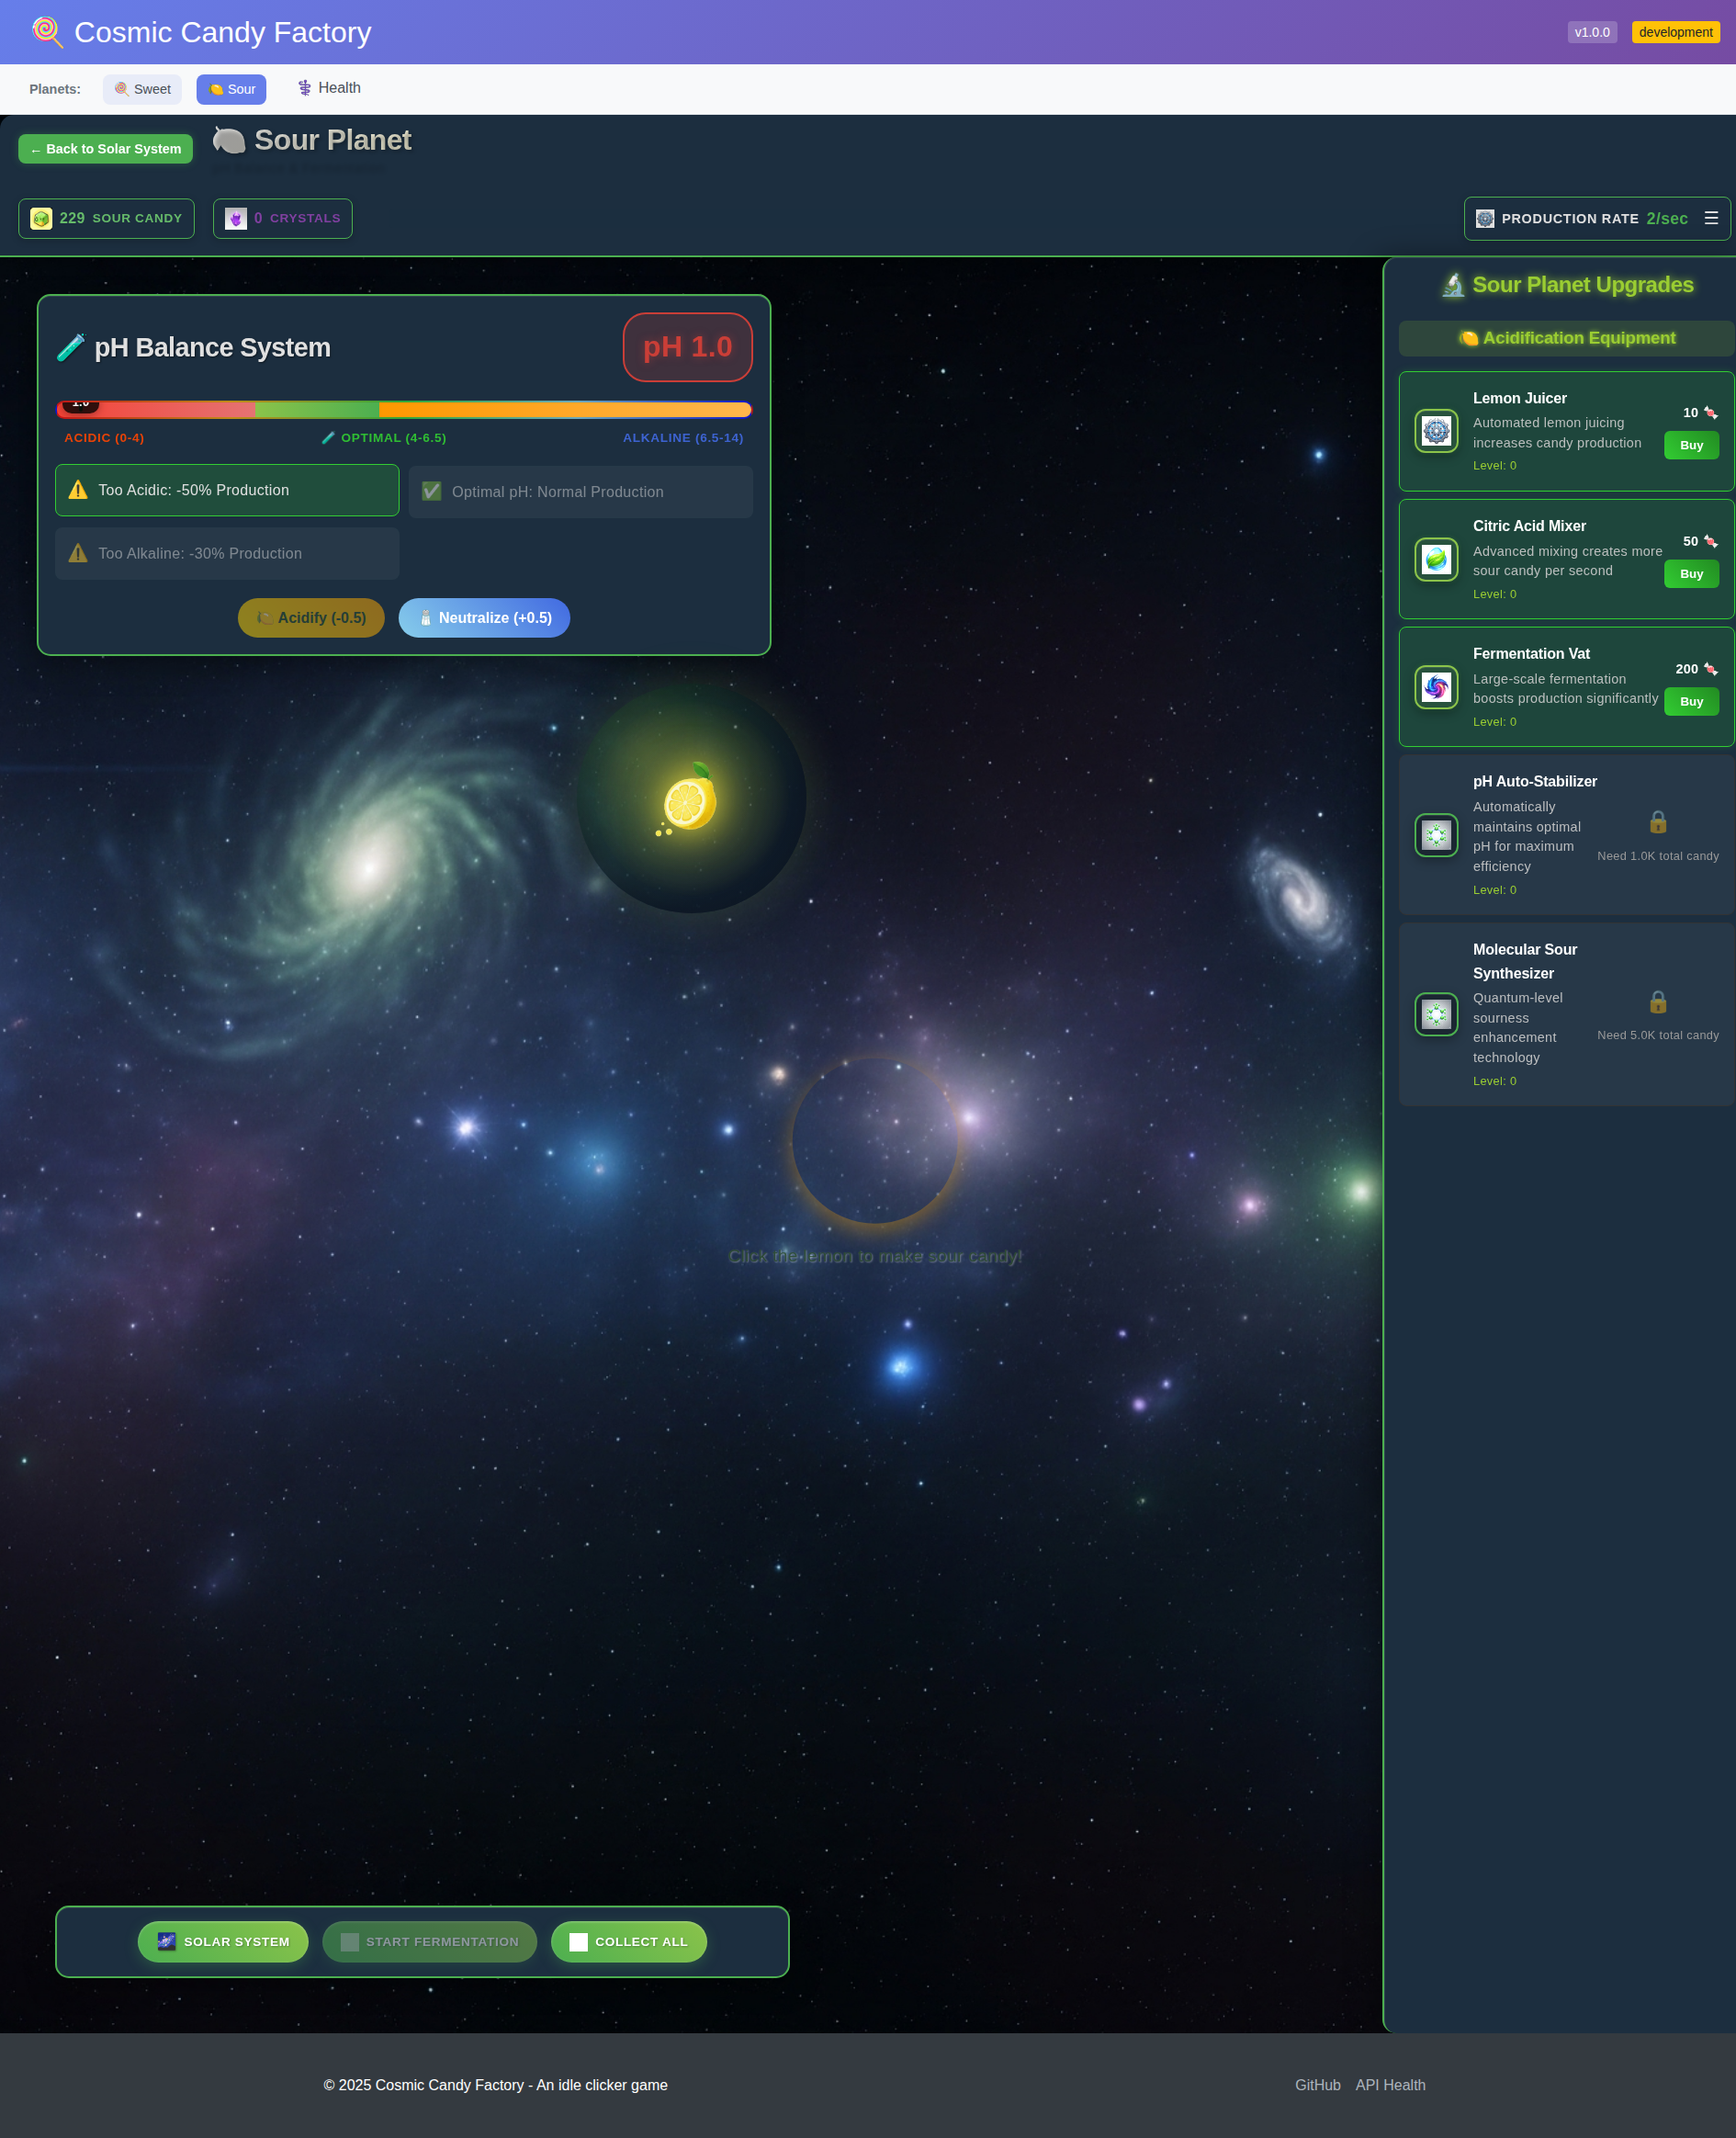 Cosmic Candy Factory
v1.0.0
development
Planets:
Sweet
Sour
Health
← Back to Solar System
Sour Planet
229 SOUR CANDY
0 CRYSTALS
PRODUCTION RATE 2/sec ☰
pH Balance System
pH 1.0
1.0
ACIDIC (0-4)
OPTIMAL (4-6.5)
ALKALINE (6.5-14)
Too Acidic: -50% Production
Optimal pH: Normal Production
Too Alkaline: -30% Production
Acidify (-0.5)
Neutralize (+0.5)
Click the lemon to make sour candy!
SOLAR SYSTEM
START FERMENTATION
COLLECT ALL
Sour Planet Upgrades
Acidification Equipment
Lemon Juicer
Automated lemon juicing
increases candy production
Level: 0
10
Buy
Citric Acid Mixer
Advanced mixing creates more
sour candy per second
Level: 0
50
Buy
Fermentation Vat
Large-scale fermentation
boosts production significantly
Level: 0
200
Buy
pH Auto-Stabilizer
Automatically
maintains optimal
pH for maximum
efficiency
Level: 0
Need 1.0K total candy
Molecular Sour
Synthesizer
Quantum-level
sourness
enhancement
technology
Level: 0
Need 5.0K total candy
© 2025 Cosmic Candy Factory - An idle clicker game
GitHub
API Health